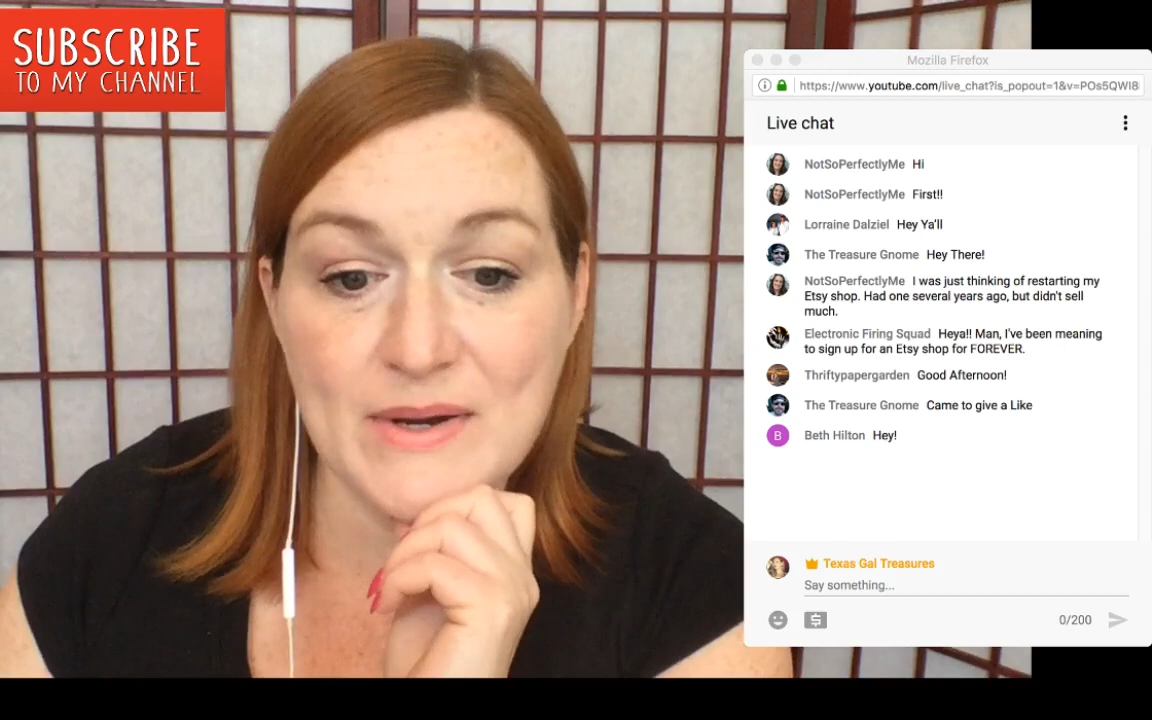 SUBSCRIBE
TO MY CHANNEL
Mozilla Firefox
https://www.youtube.com/live_chat?is_popout=1&v=POs5QWI8
Live chat
NotSoPerfectlyMe Hi
NotSoPerfectlyMe First!!
Lorraine Dalziel Hey Ya'll
The Treasure Gnome Hey There!
NotSoPerfectlyMe I was just thinking of restarting my
Etsy shop. Had one several years ago, but didn't sell
much.
Electronic Firing Squad Heya!! Man, I've been meaning
to sign up for an Etsy shop for FOREVER.
Thriftypapergarden Good Afternoon!
The Treasure Gnome Came to give a Like
B Beth Hilton Hey!
Texas Gal Treasures
Say something...
0/200